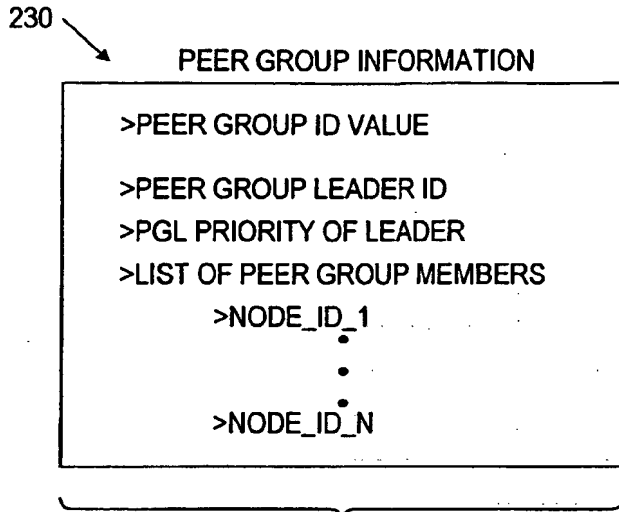 230
PEER GROUP INFORMATION
>PEER GROUP ID VALUE
>PEER GROUP LEADER ID
>PGL PRIORITY OF LEADER
>LIST OF PEER GROUP MEMBERS
>NODE_ID_1
>NODE_ID_N